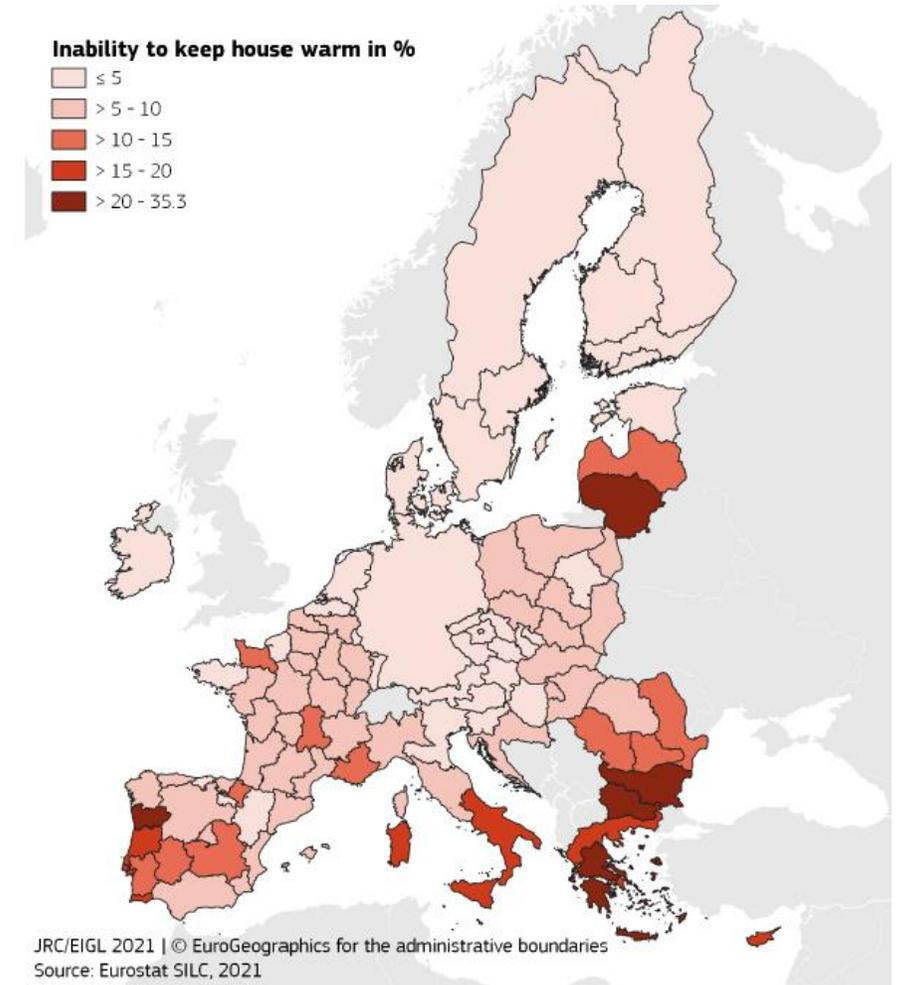 Inability to keep house warm in %
≤ 5
> 5 - 10
> 10 - 15
> 15 - 20
> 20 - 35.3
JRC/EIGL 2021 | © EuroGeographics for the administrative boundaries
Source: Eurostat SILC, 2021